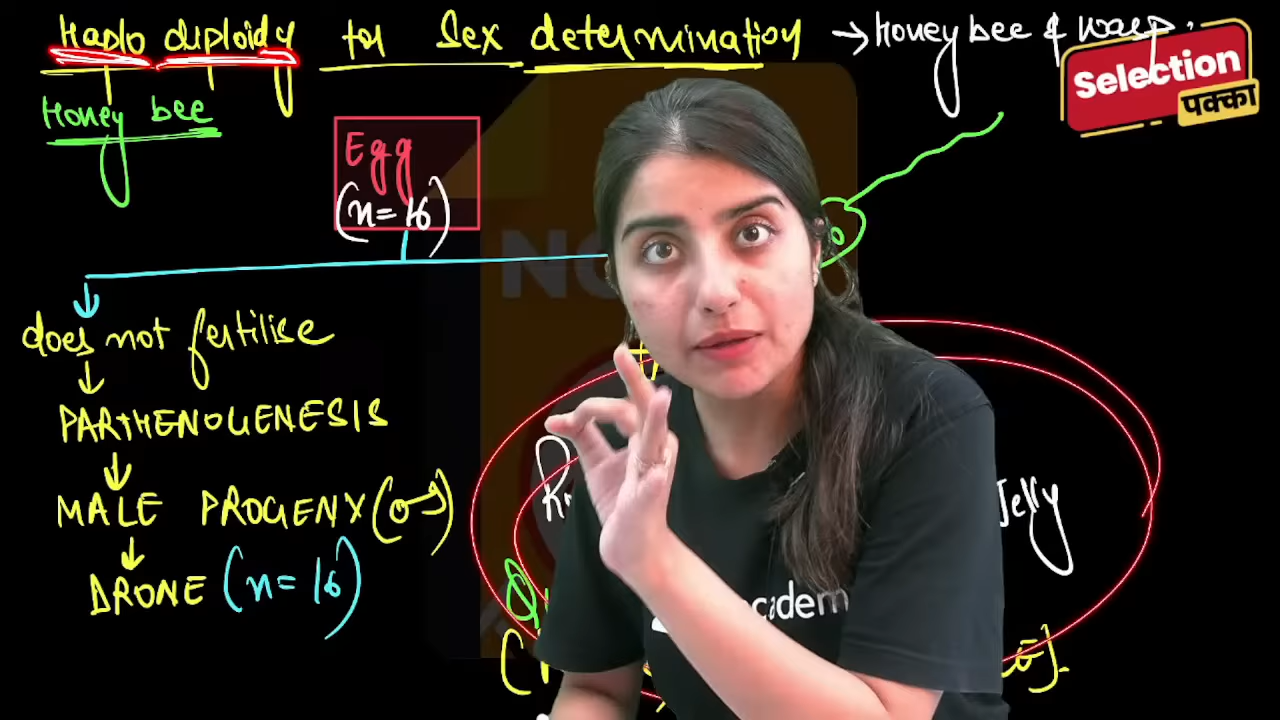 Haplo diploidy for Sex determination → Honey bee & wasp.
Selection
पक्का
Honey bee
Egg
(n=16)
does not fertilise
↓
PARTHENOGENESIS
↓
MALE PROGENY (♂)
↓
DRONE (n=16)
Jelly
cadem